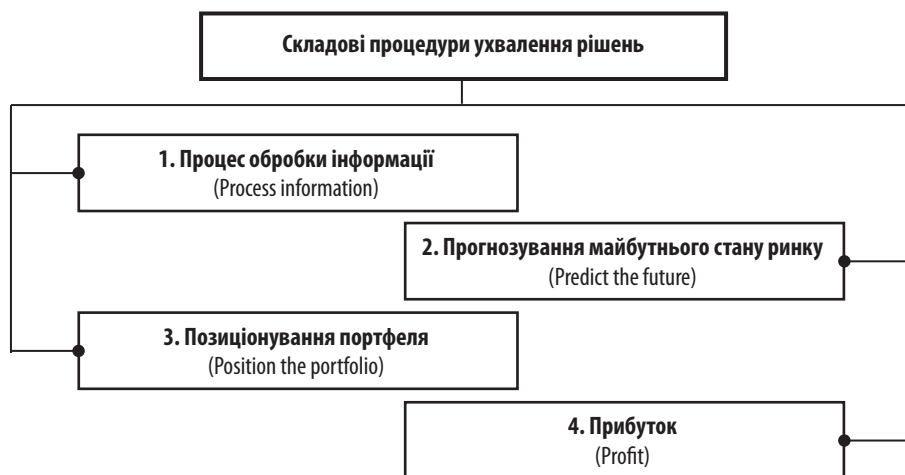 Складові процедури ухвалення рішень
1. Процес обробки інформації
(Process information)
2. Прогнозування майбутнього стану ринку
(Predict the future)
3. Позиціонування портфеля
(Position the portfolio)
4. Прибуток
(Profit)